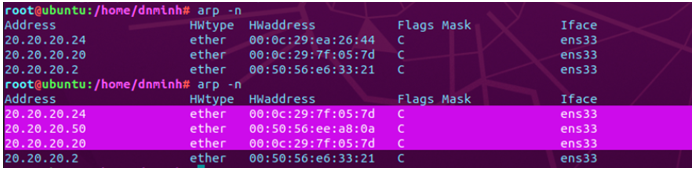 root@ubuntu:/home/dnminh# arp -n
Address HWtype HWaddress Flags Mask Iface
20.20.20.24 ether 00:0c:29:ea:26:44 C ens33
20.20.20.20 ether 00:0c:29:7f:05:7d C ens33
20.20.20.2 ether 00:50:56:e6:33:21 C ens33
root@ubuntu:/home/dnminh# arp -n
Address HWtype HWaddress Flags Mask Iface
20.20.20.24 ether 00:0c:29:7f:05:7d C ens33
20.20.20.50 ether 00:50:56:ee:a8:0a C ens33
20.20.20.20 ether 00:0c:29:7f:05:7d C ens33
20.20.20.2 ether 00:50:56:e6:33:21 C ens33